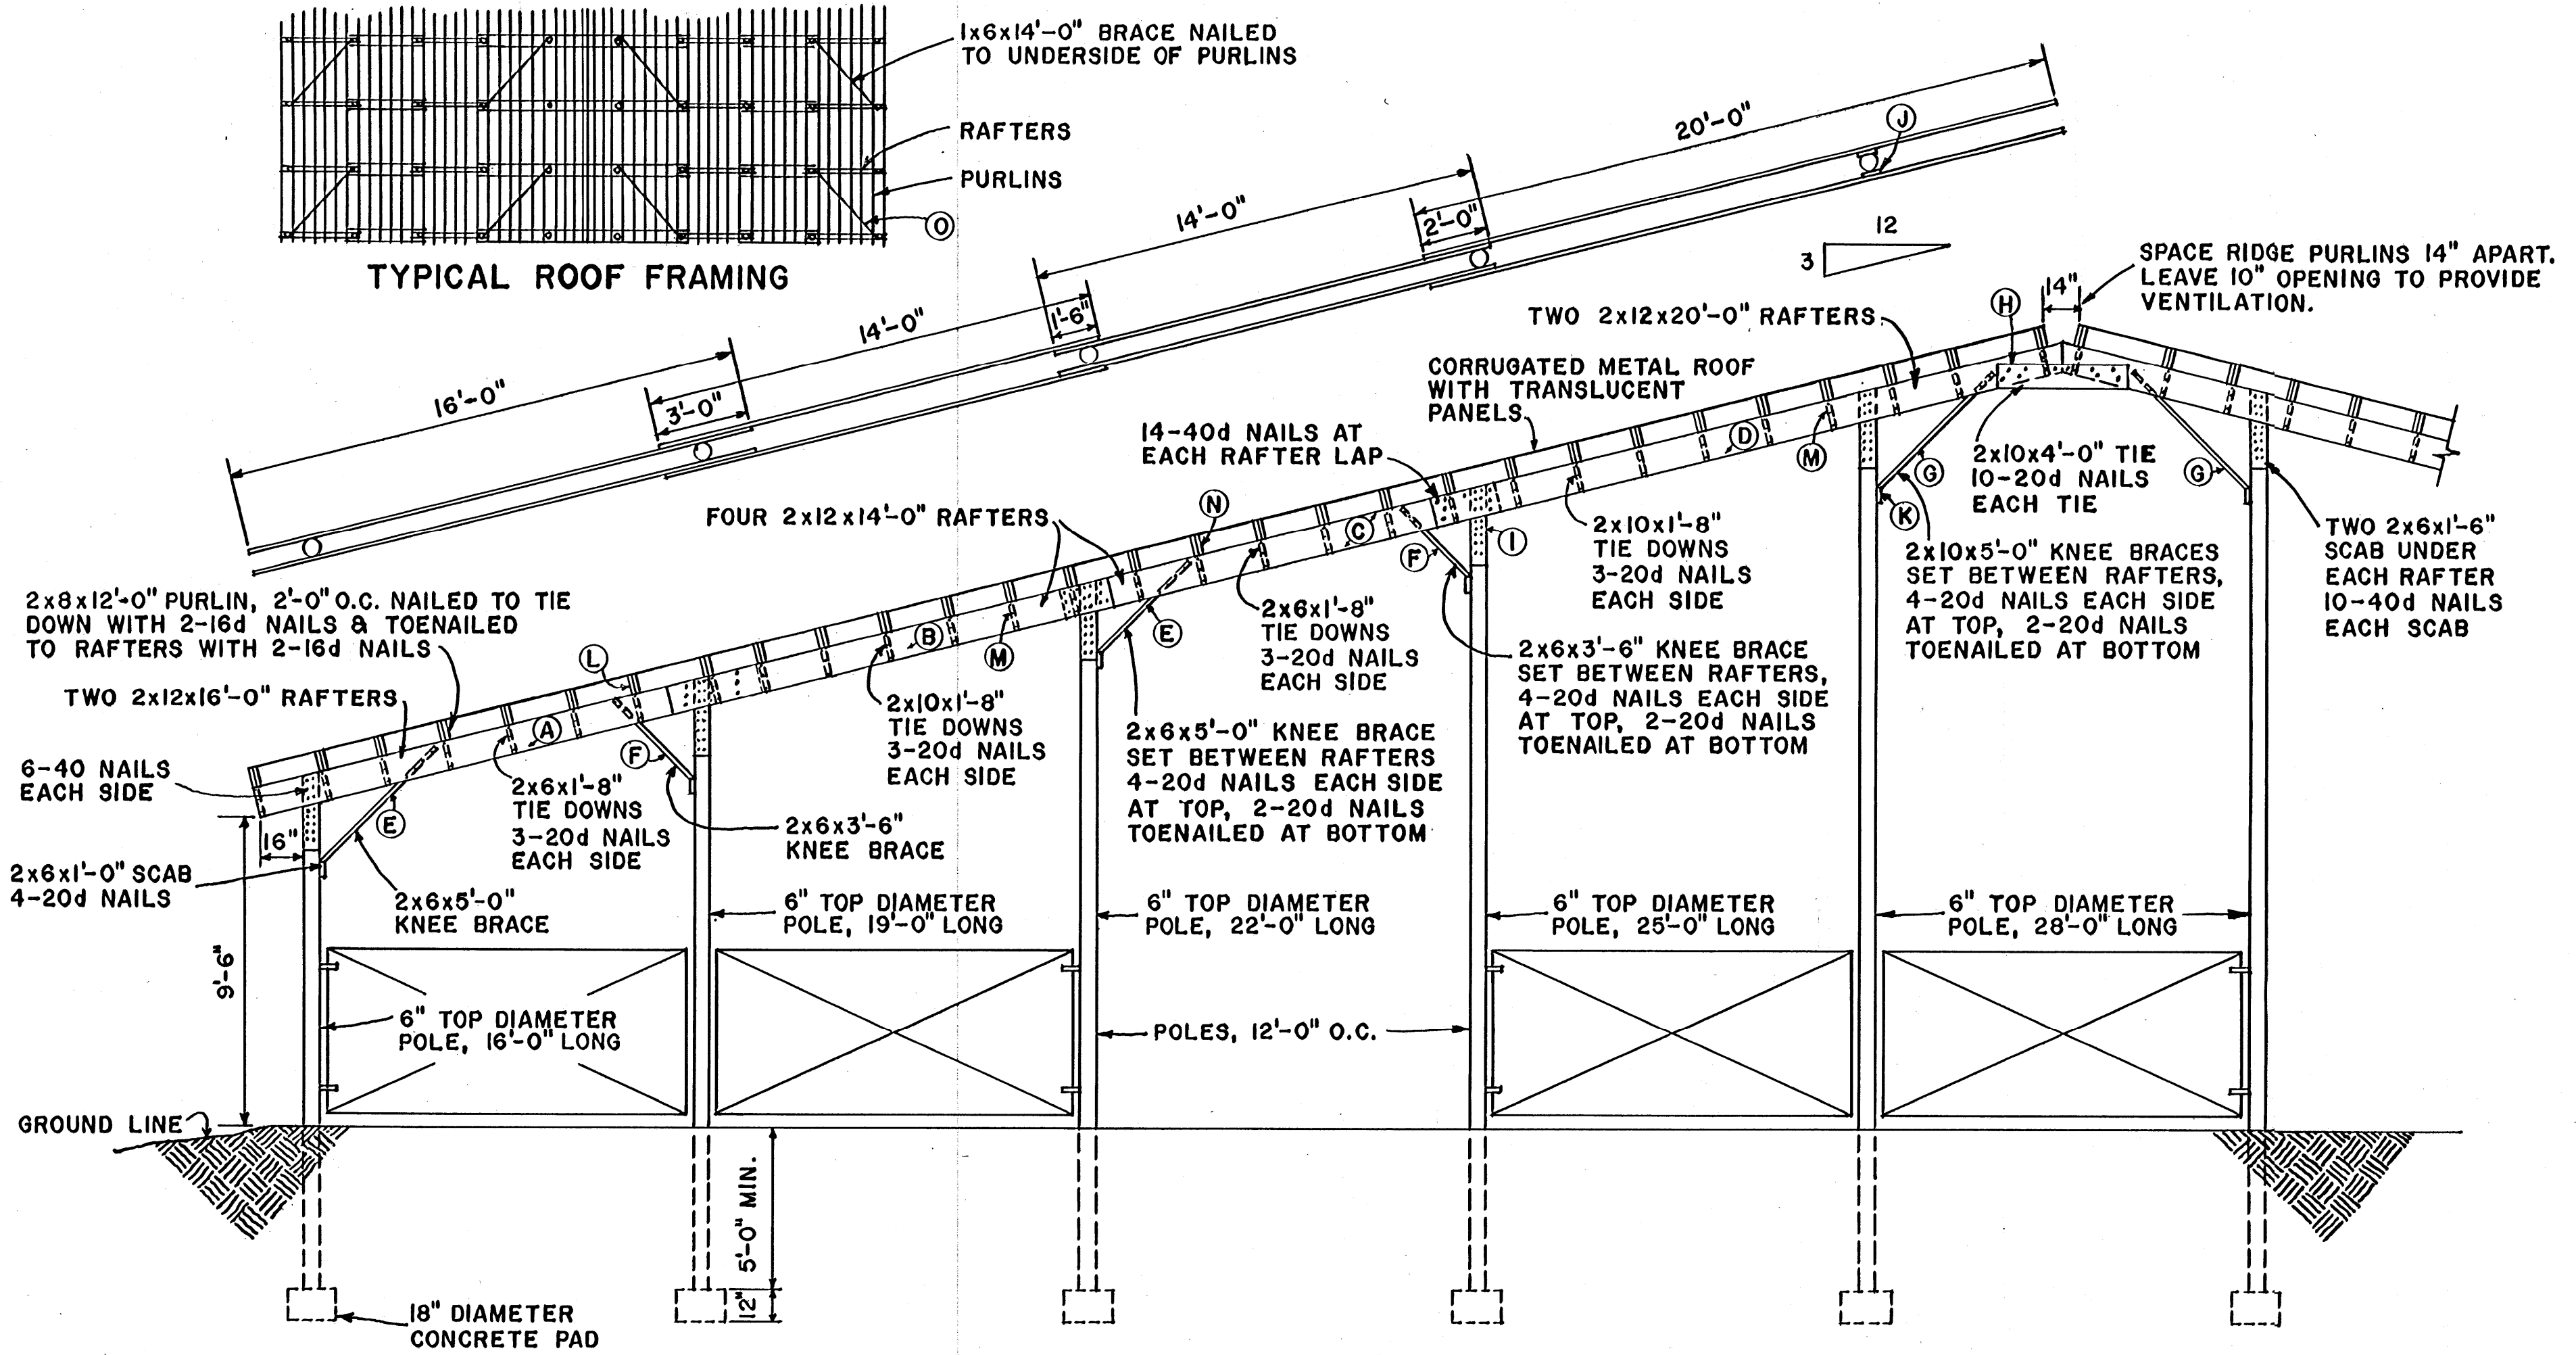 1x6x14'-0" BRACE NAILED
TO UNDERSIDE OF PURLINS
RAFTERS
PURLINS
O
TYPICAL ROOF FRAMING
16'-0"
3'-0"
14'-0"
1'-6"
14'-0"
2'-0"
20'-0"
J
12
3
SPACE RIDGE PURLINS 14" APART.
LEAVE 10" OPENING TO PROVIDE
VENTILATION.
14"
H
TWO 2x12x20'-0" RAFTERS
CORRUGATED METAL ROOF
WITH TRANSLUCENT
PANELS
14-40d NAILS AT
EACH RAFTER LAP
D
M
G
2x10x4'-0" TIE
10-20d NAILS
EACH TIE
G
K
FOUR 2x12x14'-0" RAFTERS
N
C
F
I
2x10x1'-8"
TIE DOWNS
3-20d NAILS
EACH SIDE
2x10x5'-0" KNEE BRACES
SET BETWEEN RAFTERS,
4-20d NAILS EACH SIDE
AT TOP, 2-20d NAILS
TOENAILED AT BOTTOM
TWO 2x6x1'-6"
SCAB UNDER
EACH RAFTER
10-40d NAILS
EACH SCAB
2x8x12'-0" PURLIN, 2'-0" O.C. NAILED TO TIE
DOWN WITH 2-16d NAILS & TOENAILED
TO RAFTERS WITH 2-16d NAILS
L
B
M
E
2x6x1'-8"
TIE DOWNS
3-20d NAILS
EACH SIDE
2x6x3'-6" KNEE BRACE
SET BETWEEN RAFTERS,
4-20d NAILS EACH SIDE
AT TOP, 2-20d NAILS
TOENAILED AT BOTTOM
TWO 2x12x16'-0" RAFTERS
A
F
2x10x1'-8"
TIE DOWNS
3-20d NAILS
EACH SIDE
2x6x5'-0" KNEE BRACE
SET BETWEEN RAFTERS
4-20d NAILS EACH SIDE
AT TOP, 2-20d NAILS
TOENAILED AT BOTTOM
6-40 NAILS
EACH SIDE
E
2x6x1'-8"
TIE DOWNS
3-20d NAILS
EACH SIDE
2x6x3'-6"
KNEE BRACE
16"
2x6x1'-0" SCAB
4-20d NAILS
2x6x5'-0"
KNEE BRACE
6" TOP DIAMETER
POLE, 19'-0" LONG
6" TOP DIAMETER
POLE, 22'-0" LONG
6" TOP DIAMETER
POLE, 25'-0" LONG
6" TOP DIAMETER
POLE, 28'-0" LONG
9'-6"
6" TOP DIAMETER
POLE, 16'-0" LONG
POLES, 12'-0" O.C.
GROUND LINE
5'-0" MIN.
12"
18" DIAMETER
CONCRETE PAD